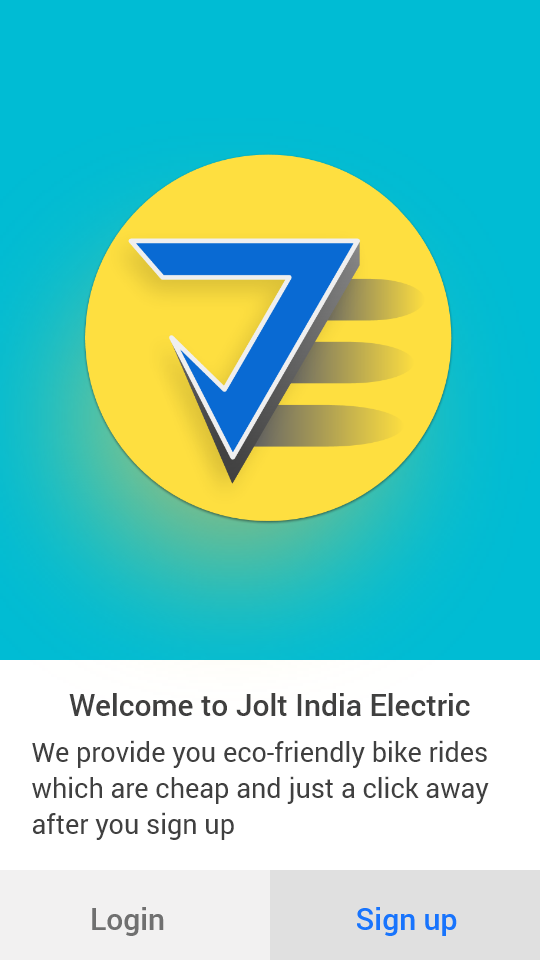 Welcome to Jolt India Electric
We provide you eco-friendly bike rides
which are cheap and just a click away
after you sign up
Login
Sign up